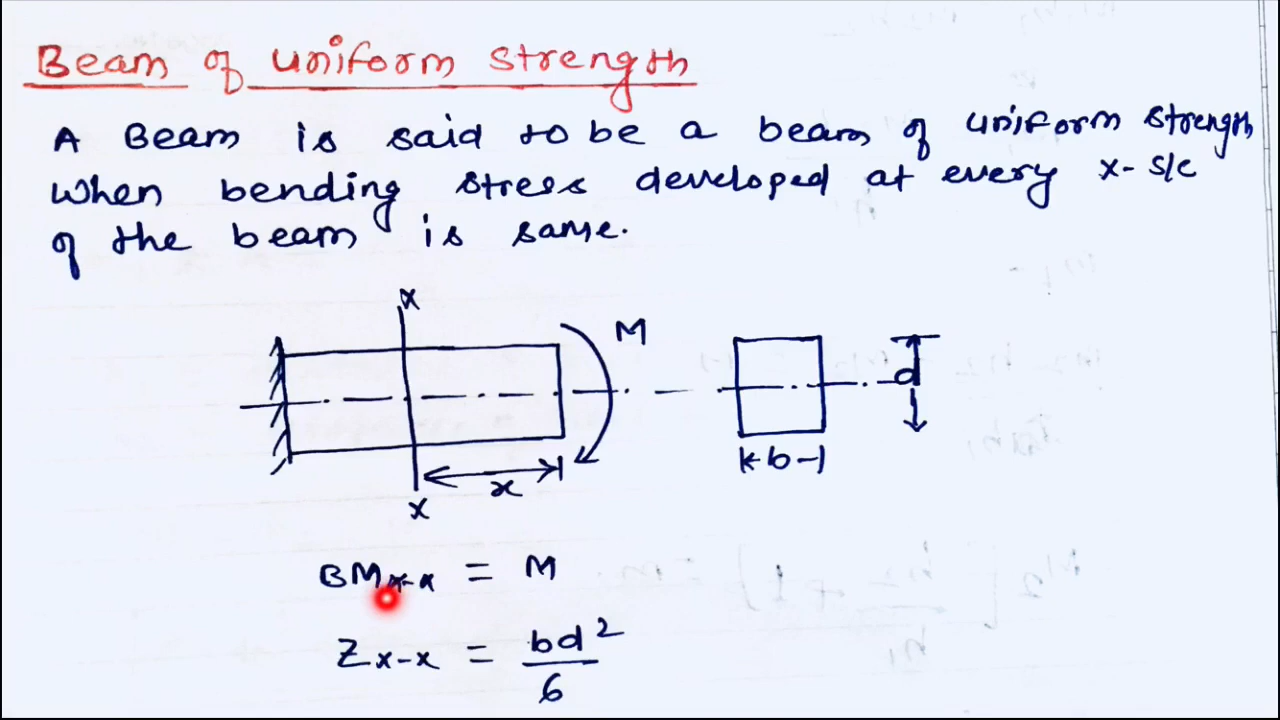 Beam of uniform strength
A Beam is said to be a beam of uniform strength
when bending stress developed at every x-s/c
of the beam is same.
x
M
d
x
b
x
BMx-x = M
Zx-x = bd²/6